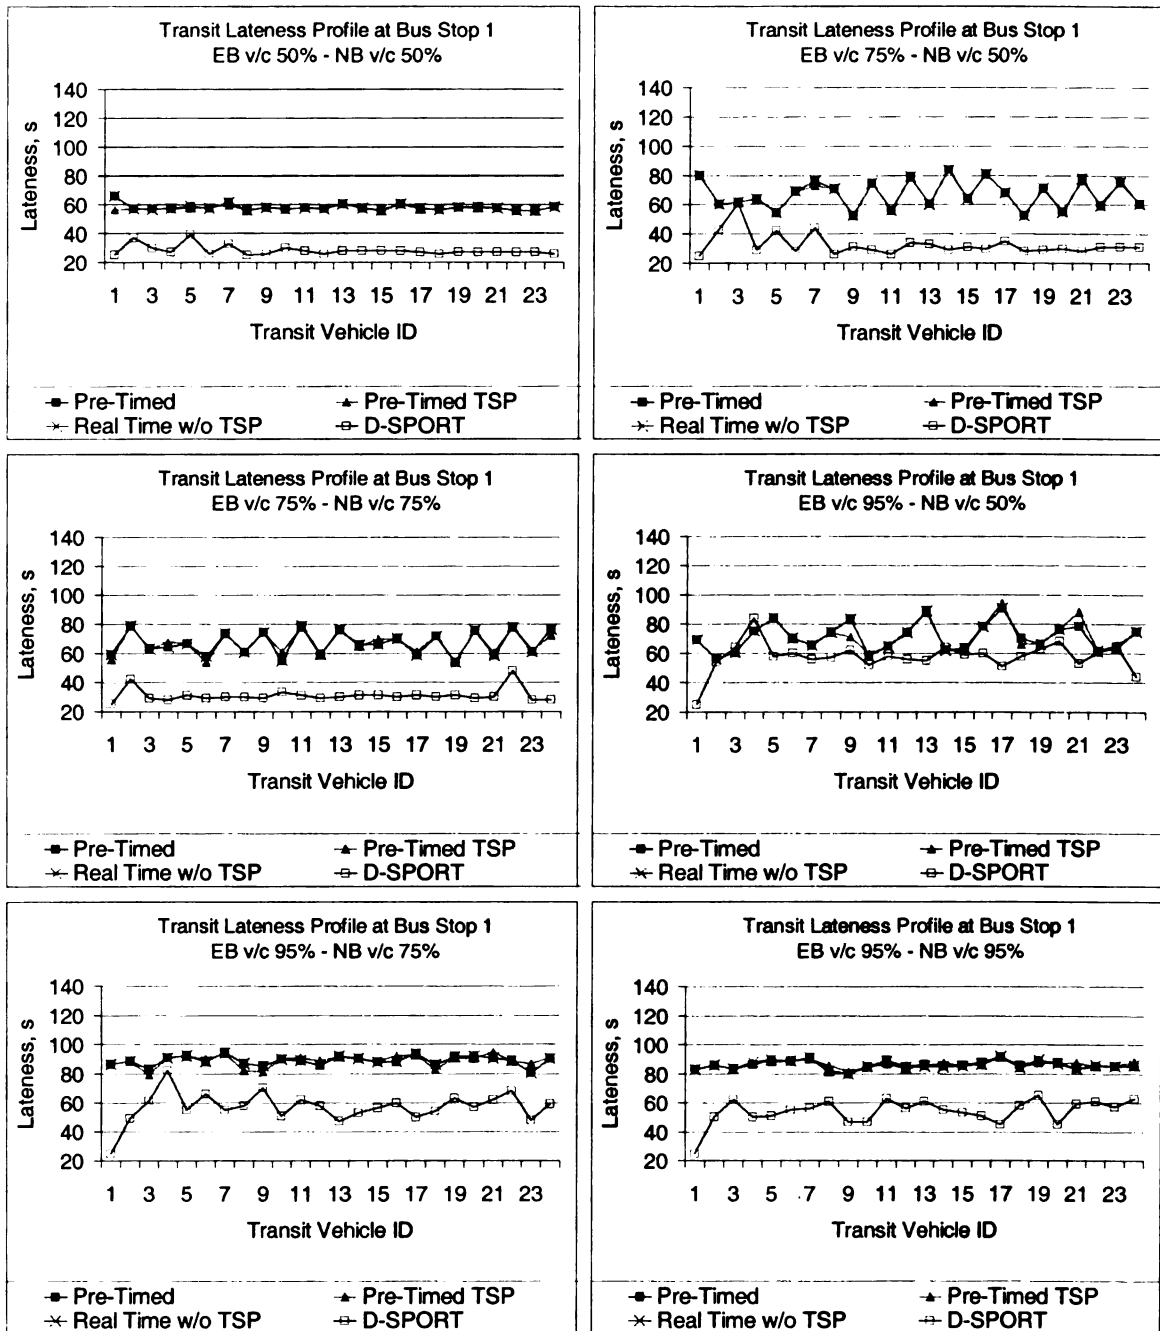 Transit Lateness Profile at Bus Stop 1
EB v/c 50% - NB v/c 50%
Lateness, s
140
120
100
80
60
40
20
1 3 5 7 9 11 13 15 17 19 21 23
Transit Vehicle ID
Pre-Timed Pre-Timed TSP
Real Time w/o TSP D-SPORT
Transit Lateness Profile at Bus Stop 1
EB v/c 75% - NB v/c 50%
Lateness, s
140
120
100
80
60
40
20
1 3 5 7 9 11 13 15 17 19 21 23
Transit Vehicle ID
Pre-Timed Pre-Timed TSP
Real Time w/o TSP D-SPORT
Transit Lateness Profile at Bus Stop 1
EB v/c 75% - NB v/c 75%
Lateness, s
140
120
100
80
60
40
20
1 3 5 7 9 11 13 15 17 19 21 23
Transit Vehicle ID
Pre-Timed Pre-Timed TSP
Real Time w/o TSP D-SPORT
Transit Lateness Profile at Bus Stop 1
EB v/c 95% - NB v/c 50%
Lateness, s
140
120
100
80
60
40
20
1 3 5 7 9 11 13 15 17 19 21 23
Transit Vehicle ID
Pre-Timed Pre-Timed TSP
Real Time w/o TSP D-SPORT
Transit Lateness Profile at Bus Stop 1
EB v/c 95% - NB v/c 75%
Lateness, s
140
120
100
80
60
40
20
1 3 5 7 9 11 13 15 17 19 21 23
Transit Vehicle ID
Pre-Timed Pre-Timed TSP
Real Time w/o TSP D-SPORT
Transit Lateness Profile at Bus Stop 1
EB v/c 95% - NB v/c 95%
Lateness, s
140
120
100
80
60
40
20
1 3 5 7 9 11 13 15 17 19 21 23
Transit Vehicle ID
Pre-Timed Pre-Timed TSP
Real Time w/o TSP D-SPORT